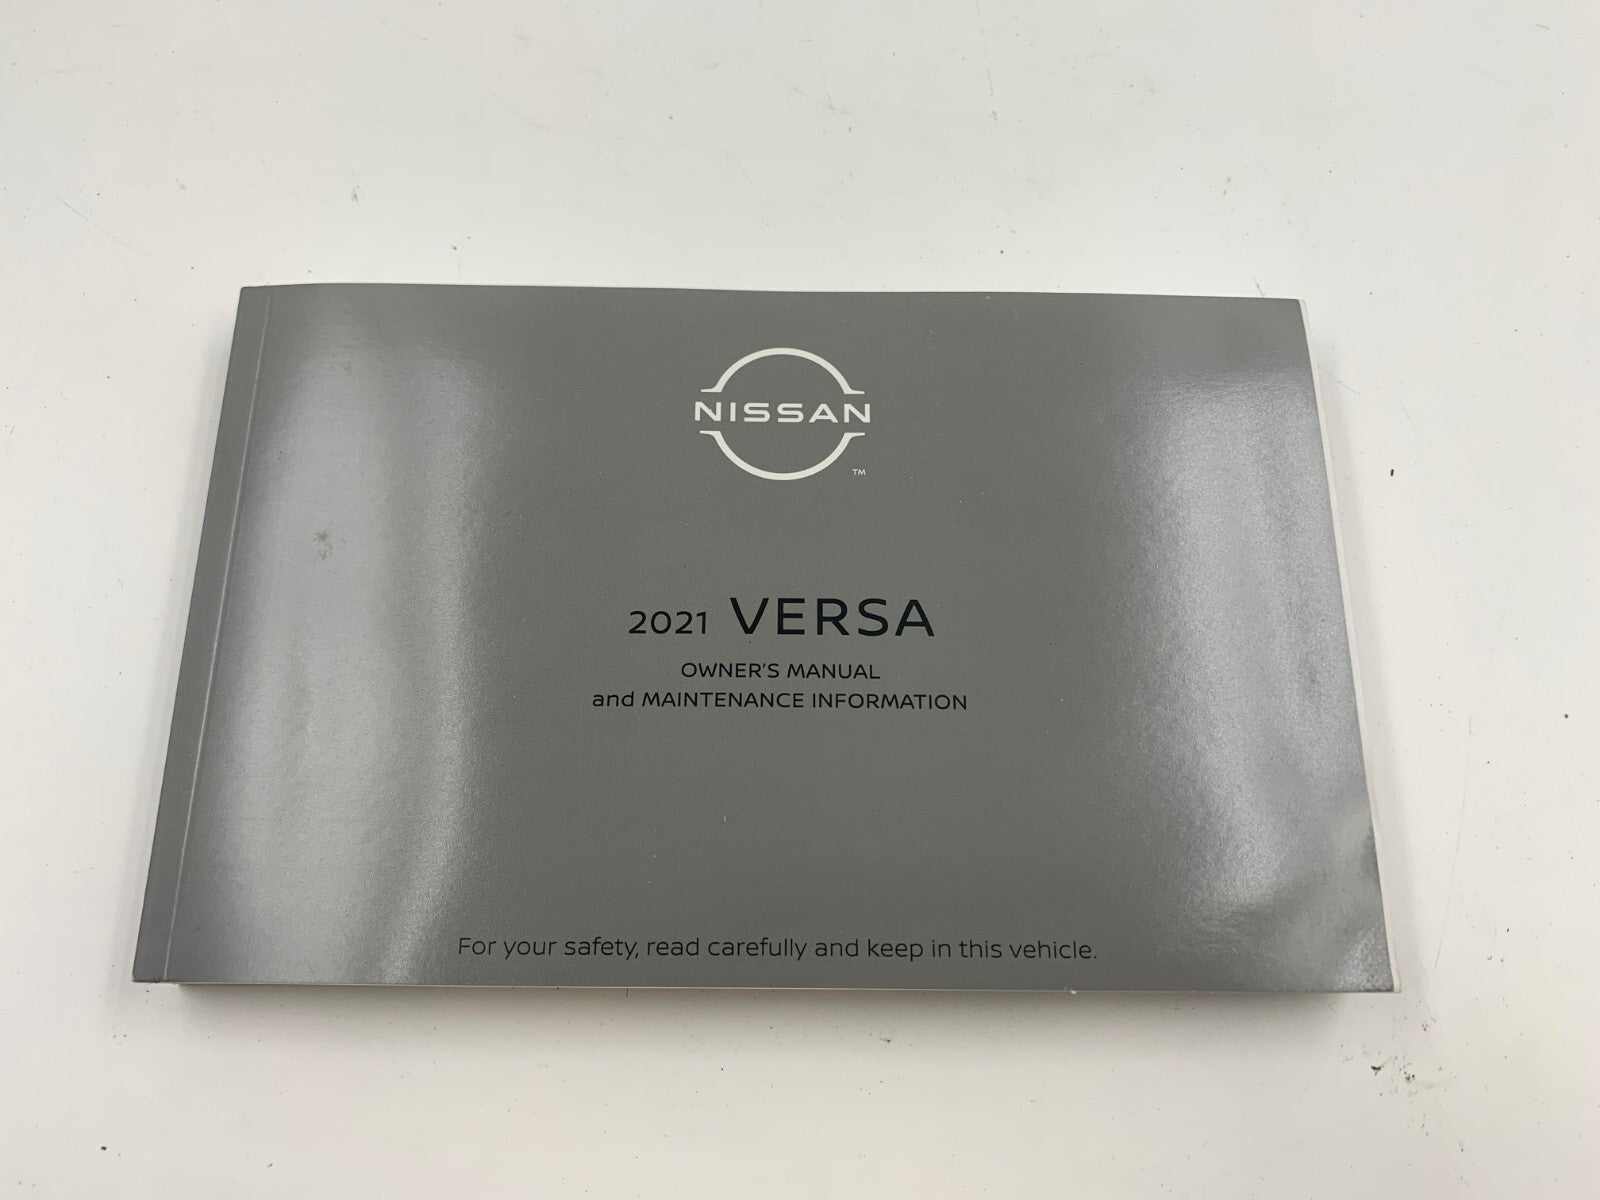 NISSAN
TM
2021 VERSA
OWNER'S MANUAL
and MAINTENANCE INFORMATION
For your safety, read carefully and keep in this vehicle.